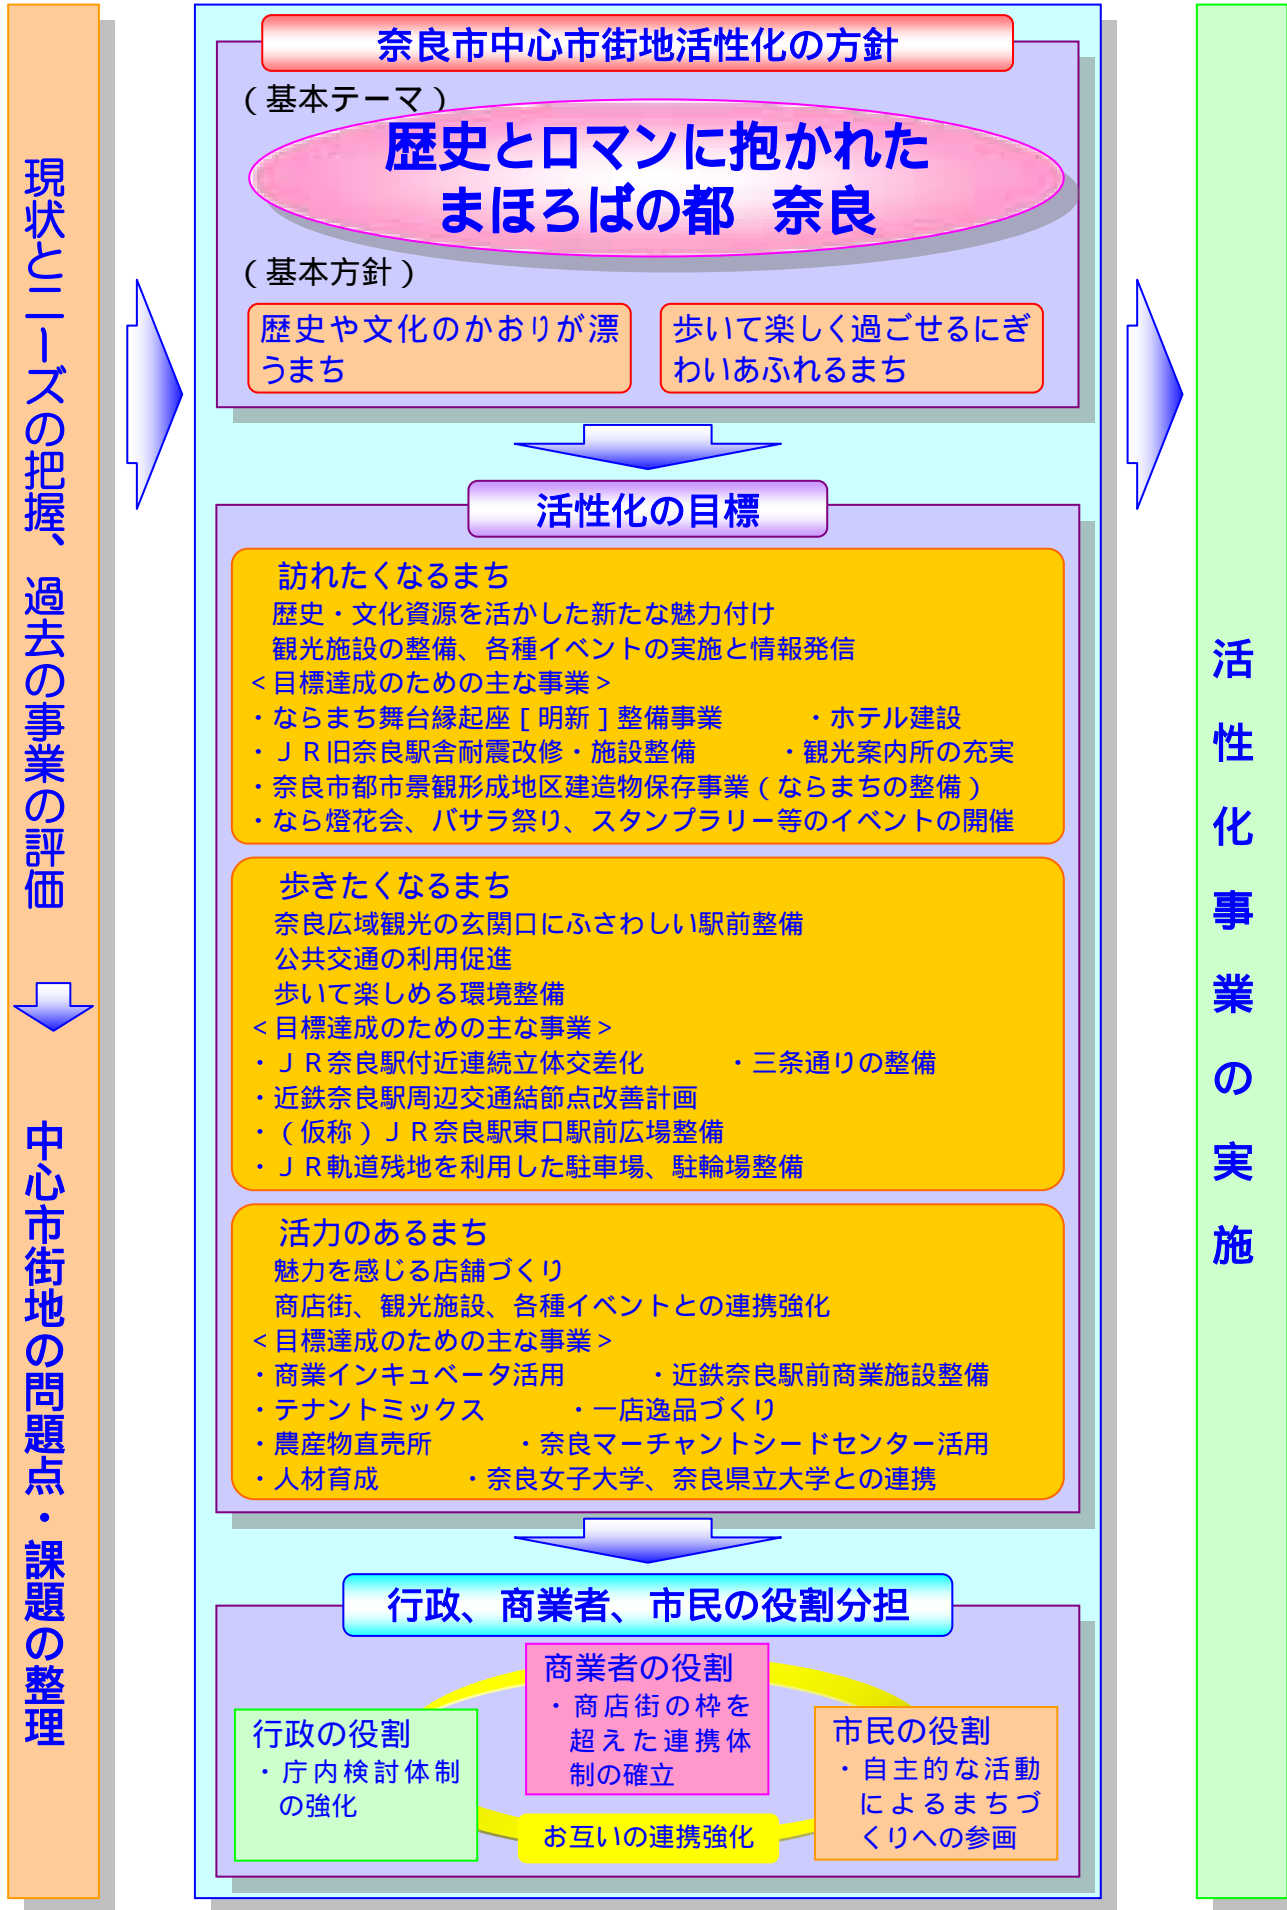 現状とニーズの把握、過去の事業の評価
中心市街地の問題点・課題の整理
奈良市中心市街地活性化の方針
（基本テーマ）
歴史とロマンに抱かれた
まほろばの都　奈良
（基本方針）
歴史や文化のかおりが漂
うまち
歩いて楽しく過ごせるにぎ
わいあふれるまち
活性化の目標
訪れたくなるまち
歴史・文化資源を活かした新たな魅力付け
観光施設の整備、各種イベントの実施と情報発信
＜目標達成のための主な事業＞
・ならまち舞台縁起座［明新］整備事業　　　・ホテル建設
・ＪＲ旧奈良駅舎耐震改修・施設整備　　　・観光案内所の充実
・奈良市都市景観形成地区建造物保存事業（ならまちの整備）
・なら燈花会、バサラ祭り、スタンプラリー等のイベントの開催
歩きたくなるまち
奈良広域観光の玄関口にふさわしい駅前整備
公共交通の利用促進
歩いて楽しめる環境整備
＜目標達成のための主な事業＞
・ＪＲ奈良駅付近連続立体交差化　　　・三条通りの整備
・近鉄奈良駅周辺交通結節点改善計画
・（仮称）ＪＲ奈良駅東口駅前広場整備
・ＪＲ軌道残地を利用した駐車場、駐輪場整備
活力のあるまち
魅力を感じる店舗づくり
商店街、観光施設、各種イベントとの連携強化
＜目標達成のための主な事業＞
・商業インキュベータ活用　　　・近鉄奈良駅前商業施設整備
・テナントミックス　　　・一店逸品づくり
・農産物直売所　　　・奈良マーチャントシードセンター活用
・人材育成　　　・奈良女子大学、奈良県立大学との連携
行政、商業者、市民の役割分担
商業者の役割
・商店街の枠を
超えた連携体
制の確立
行政の役割
・庁内検討体制
の強化
市民の役割
・自主的な活動
によるまちづ
くりへの参画
お互いの連携強化
活性化事業の実施